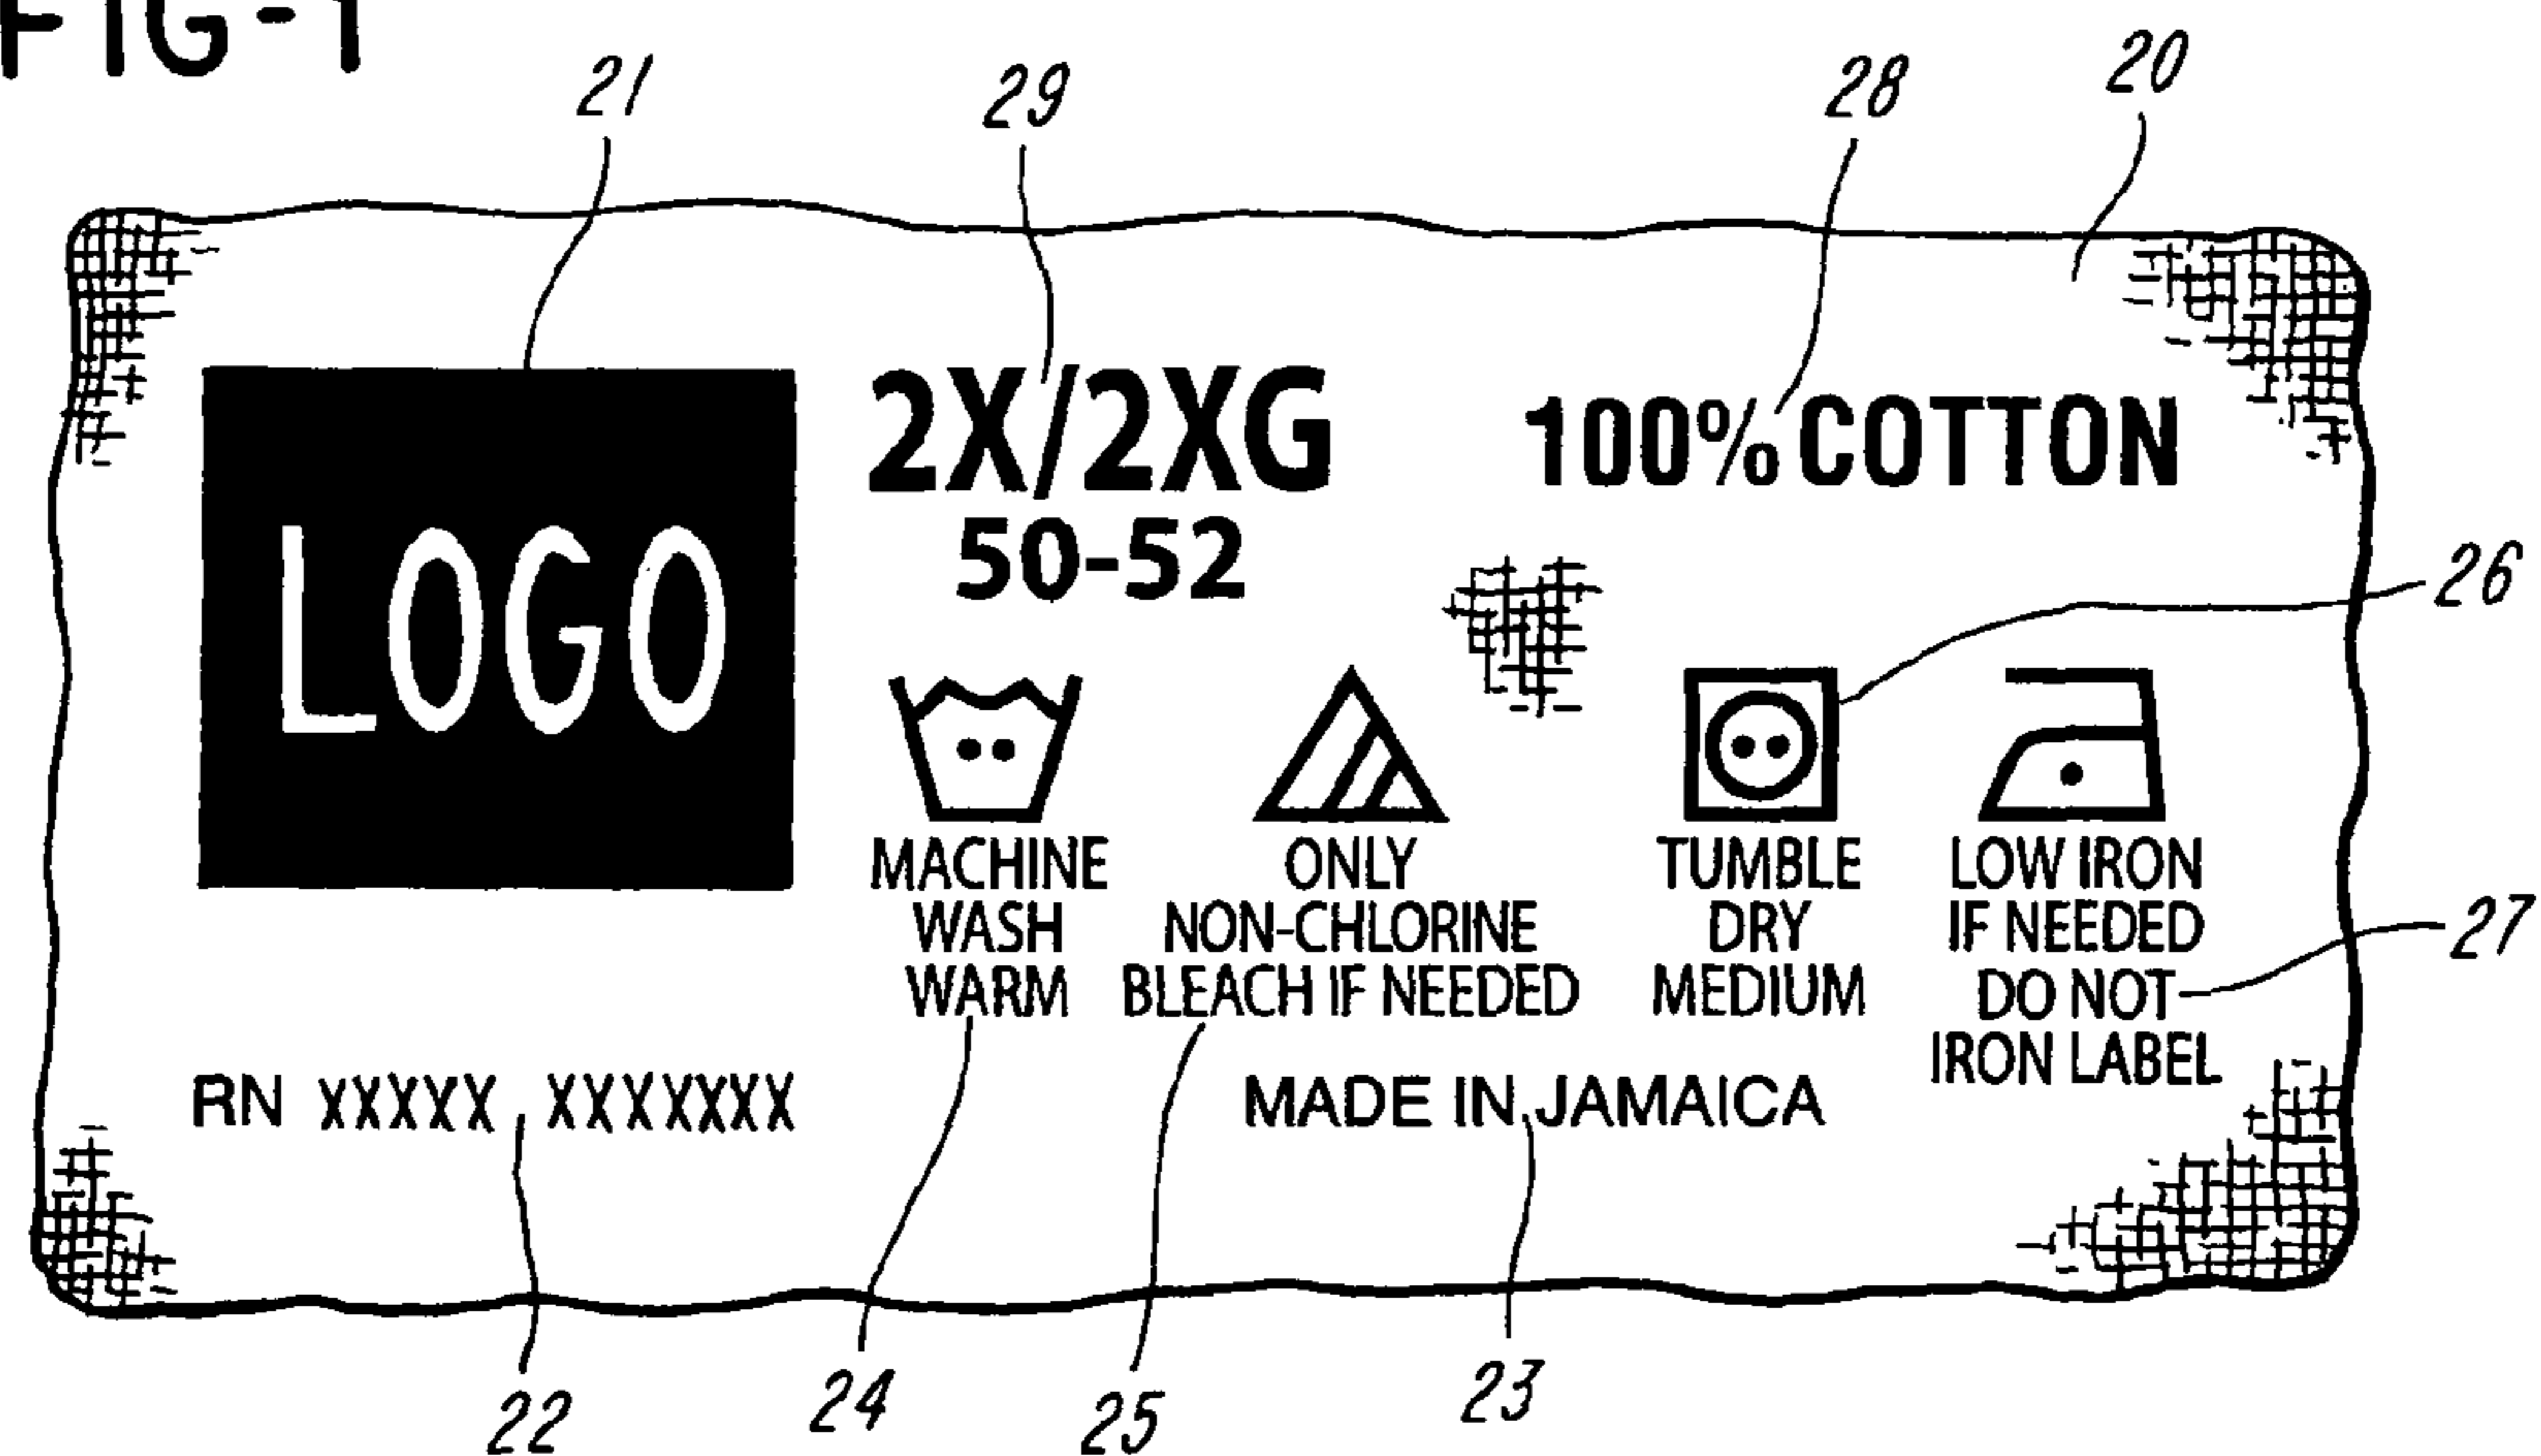 FIG-1
21
29
28
20
2X/2XG
100% COTTON
50-52
LOGO
26
MACHINE
WASH
WARM
ONLY
NON-CHLORINE
BLEACH IF NEEDED
TUMBLE
DRY
MEDIUM
LOW IRON
IF NEEDED
DO NOT
IRON LABEL
27
RN XXXXX XXXXXXX
MADE IN JAMAICA
22
24
25
23